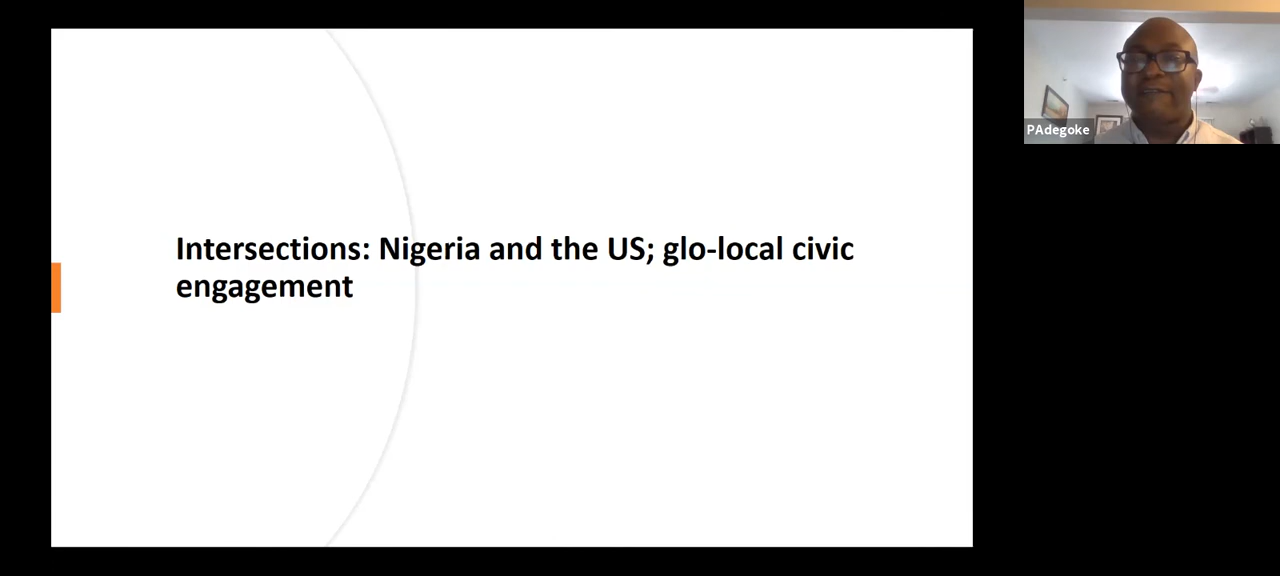 Intersections: Nigeria and the US; glo-local civic
engagement
PAdegoke